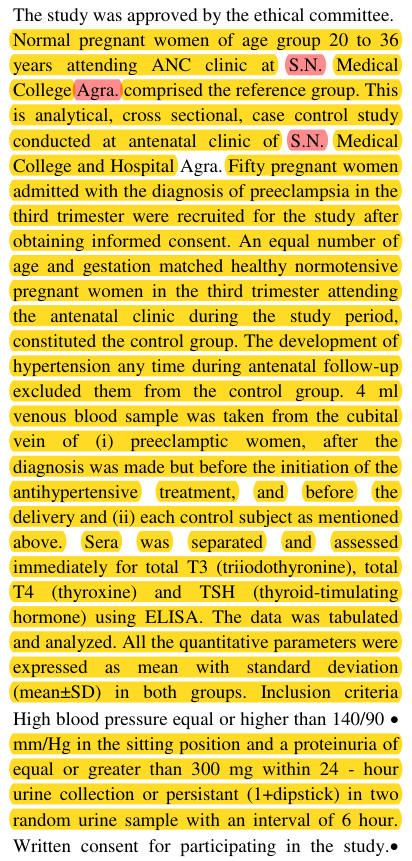 The study was approved by the ethical committee.
Normal pregnant women of age group 20 to 36
years attending ANC clinic at S.N. Medical
College Agra. comprised the reference group. This
is analytical, cross sectional, case control study
conducted at antenatal clinic of S.N. Medical
College and Hospital Agra. Fifty pregnant women
admitted with the diagnosis of preeclampsia in the
third trimester were recruited for the study after
obtaining informed consent. An equal number of
age and gestation matched healthy normotensive
pregnant women in the third trimester attending
the antenatal clinic during the study period,
constituted the control group. The development of
hypertension any time during antenatal follow-up
excluded them from the control group. 4 ml
venous blood sample was taken from the cubital
vein of (i) preeclamptic women, after the
diagnosis was made but before the initiation of the
antihypertensive treatment, and before the
delivery and (ii) each control subject as mentioned
above. Sera was separated and assessed
immediately for total T3 (triiodothyronine), total
T4 (thyroxine) and TSH (thyroid-timulating
hormone) using ELISA. The data was tabulated
and analyzed. All the quantitative parameters were
expressed as mean with standard deviation
(mean±SD) in both groups. Inclusion criteria
High blood pressure equal or higher than 140/90 •
mm/Hg in the sitting position and a proteinuria of
equal or greater than 300 mg within 24 - hour
urine collection or persistant (1+dipstick) in two
random urine sample with an interval of 6 hour.
Written consent for participating in the study.•